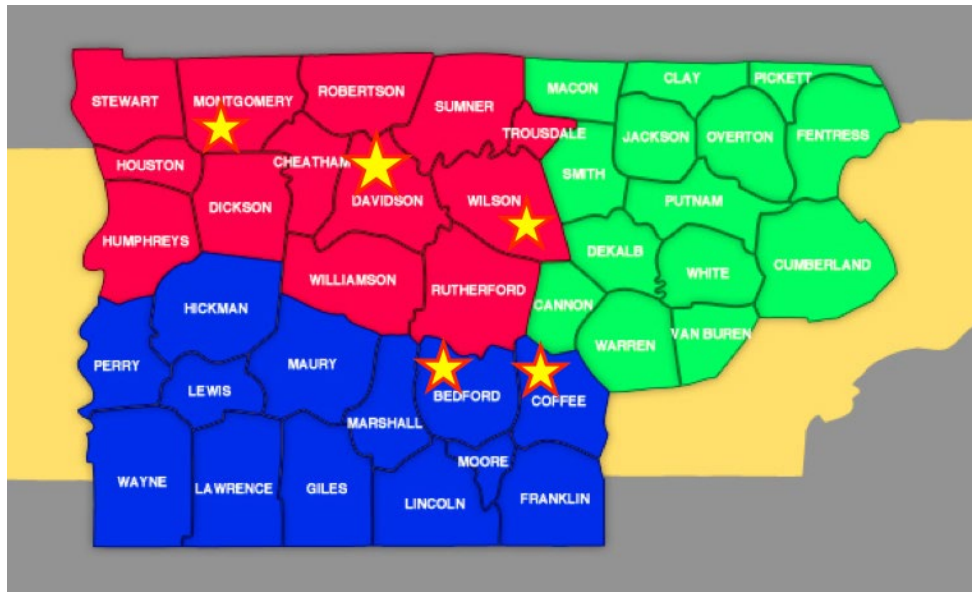 STEWART
MONTGOMERY
ROBERTSON
SUMNER
MACON
CLAY
PICKETT
TROUSDALE
JACKSON
OVERTON
FENTRESS
HOUSTON
CHEATHAM
SMITH
DICKSON
DAVIDSON
WILSON
PUTNAM
HUMPHREYS
WILLIAMSON
RUTHERFORD
DEKALB
WHITE
CUMBERLAND
HICKMAN
CANNON
PERRY
MAURY
WARREN
VAN BUREN
LEWIS
BEDFORD
COFFEE
MARSHALL
MOORE
WAYNE
LAWRENCE
GILES
LINCOLN
FRANKLIN